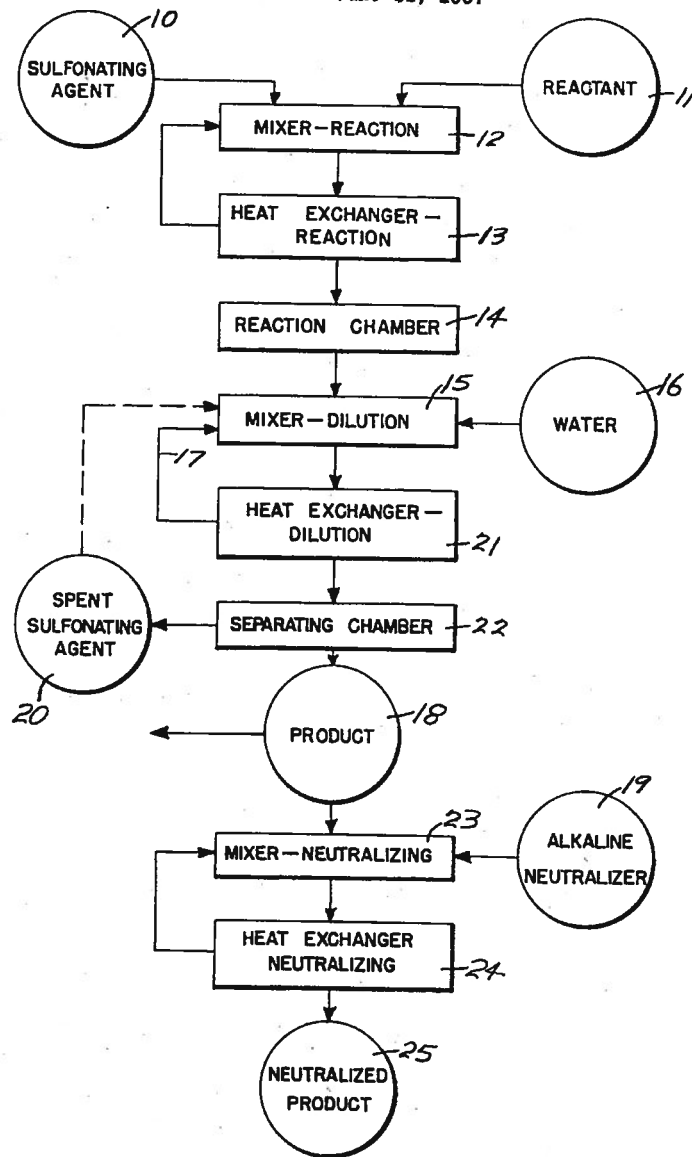 10
SULFONATING
AGENT
REACTANT
11
MIXER—REACTION
12
HEAT EXCHANGER—
REACTION
13
REACTION CHAMBER
14
15
MIXER—DILUTION
16
WATER
17
HEAT EXCHANGER—
DILUTION
21
SPENT
SULFONATING
AGENT
20
SEPARATING CHAMBER
22
18
PRODUCT
23
MIXER—NEUTRALIZING
19
ALKALINE
NEUTRALIZER
HEAT EXCHANGER
NEUTRALIZING
24
25
NEUTRALIZED
PRODUCT